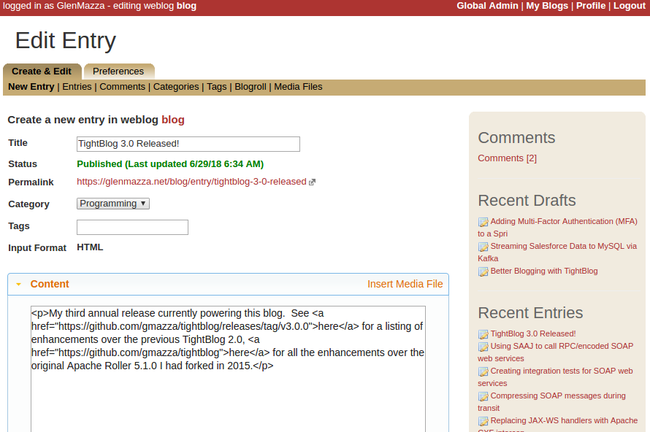 logged in as GlenMazza - editing weblog blog
Global Admin | My Blogs | Profile | Logout
Edit Entry
Create & Edit
Preferences
New Entry | Entries | Comments | Categories | Tags | Blogroll | Media Files
Create a new entry in weblog blog
Title
TightBlog 3.0 Released!
Status
Published (Last updated 6/29/18 6:34 AM)
Permalink
https://glenmazza.net/blog/entry/tightblog-3-0-released
Category
Programming
Tags
Input Format
HTML
Content
Insert Media File
<p>My third annual release currently powering this blog.  See <a
href="https://github.com/gmazza/tightblog/releases/tag/v3.0.0">here</a> for a listing of
enhancements over the previous TightBlog 2.0, <a
href="https://github.com/gmazza/tightblog">here</a> for all the enhancements over the
original Apache Roller 5.1.0 I had forked in 2015.</p>
Comments
Comments [2]
Recent Drafts
Adding Multi-Factor Authentication (MFA)
to a Spri
Streaming Salesforce Data to MySQL via
Kafka
Better Blogging with TightBlog
Recent Entries
TightBlog 3.0 Released!
Using SAAJ to call RPC/encoded SOAP
web services
Creating integration tests for SOAP web
services
Compressing SOAP messages during
transit
Replacing JAX-WS handlers with Apache